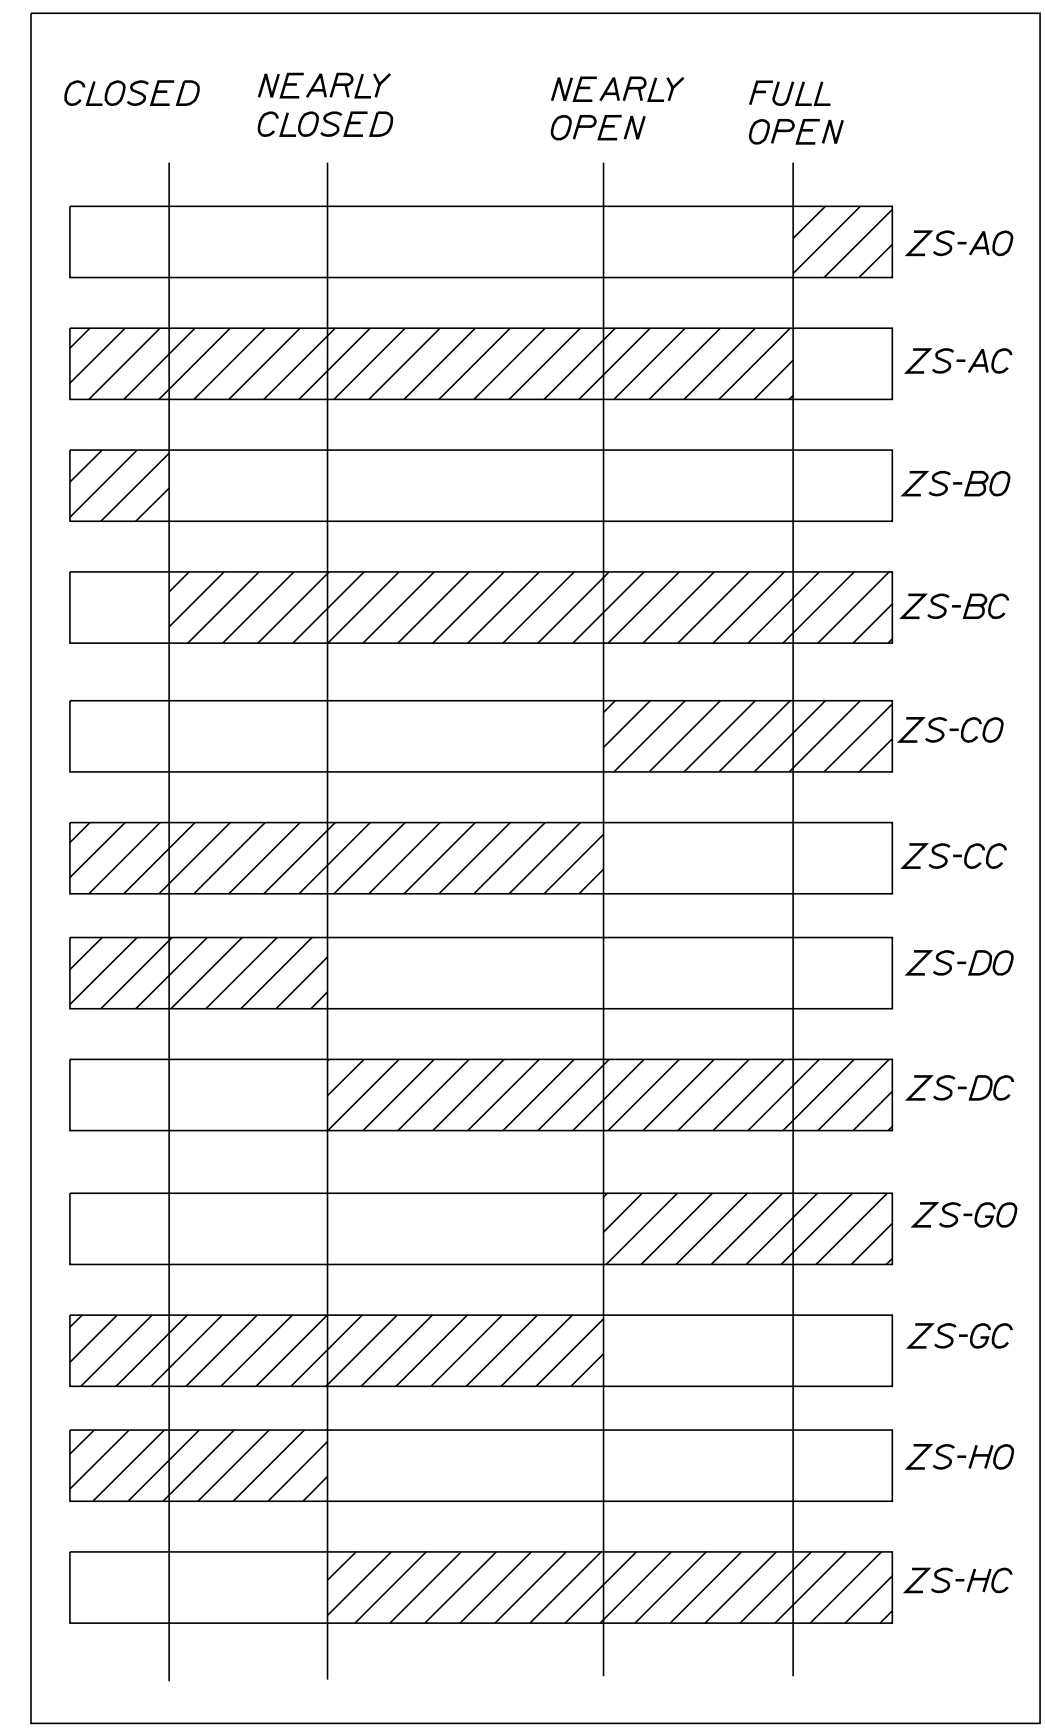 CLOSED
NEARLY
CLOSED
NEARLY
OPEN
FULL
OPEN
ZS-AO
ZS-AC
ZS-BO
ZS-BC
ZS-CO
ZS-CC
ZS-DO
ZS-DC
ZS-GO
ZS-GC
ZS-HO
ZS-HC